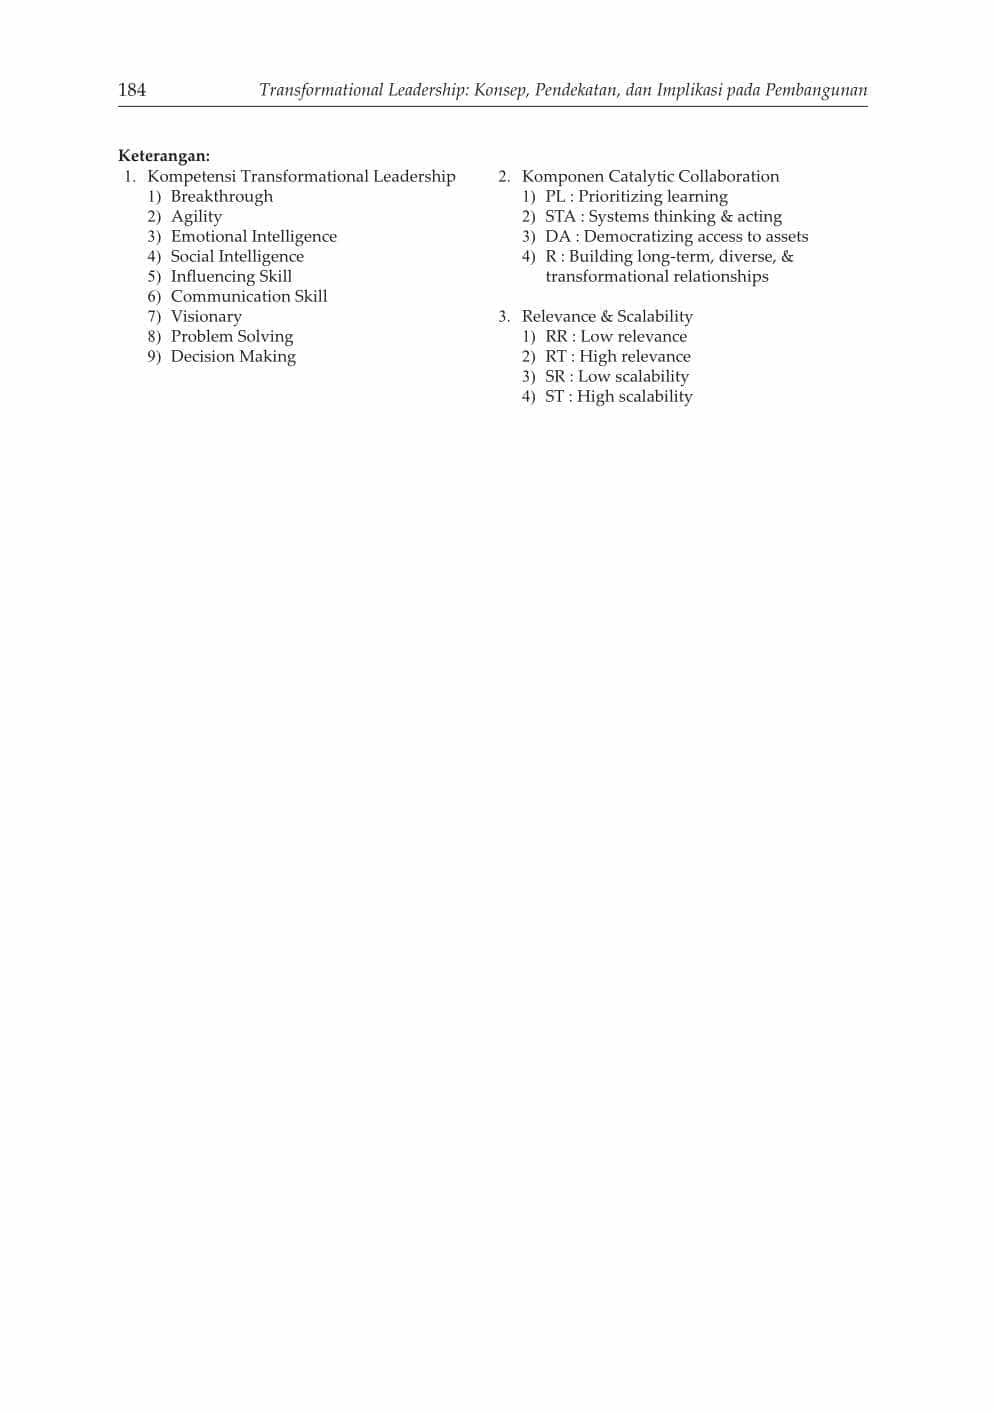 184 Transformational Leadership: Konsep, Pendekatan, dan Implikasi pada Pembangunan
Keterangan:
1. Kompetensi Transformational Leadership
1) Breakthrough
2) Agility
3) Emotional Intelligence
4) Social Intelligence
5) Influencing Skill
6) Communication Skill
7) Visionary
8) Problem Solving
9) Decision Making
2. Komponen Catalytic Collaboration
1) PL : Prioritizing learning
2) STA : Systems thinking & acting
3) DA : Democratizing access to assets
4) R : Building long-term, diverse, &
transformational relationships
3. Relevance & Scalability
1) RR : Low relevance
2) RT : High relevance
3) SR : Low scalability
4) ST : High scalability